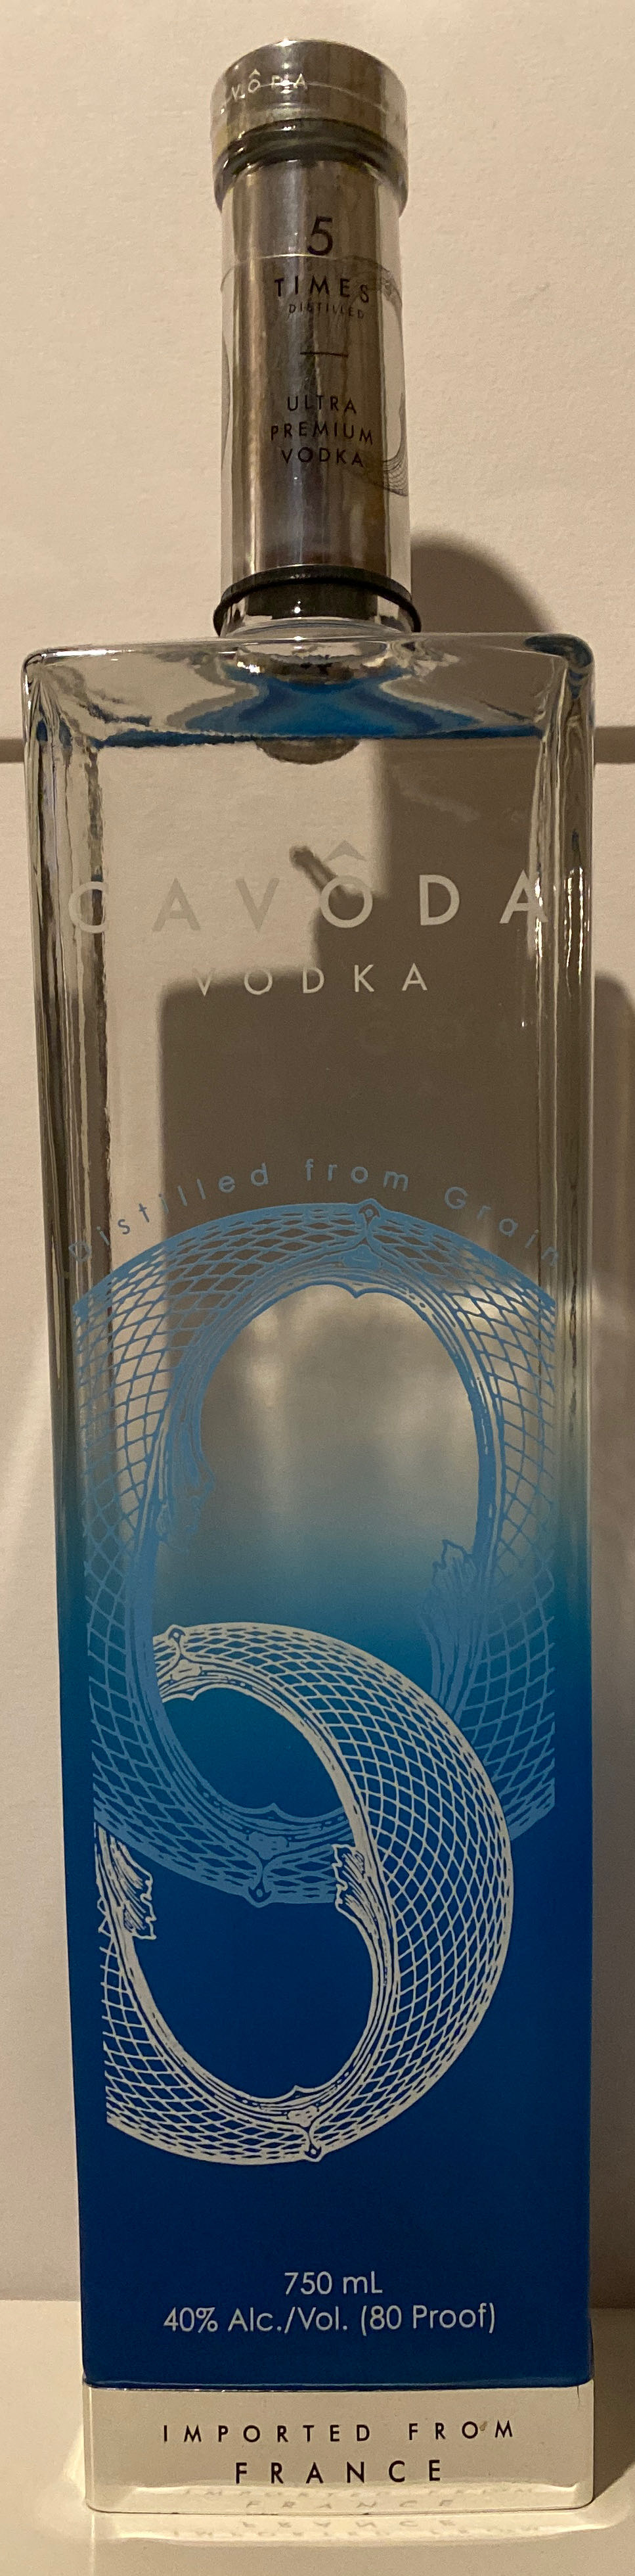 CAVÔDA
5
TIMES
DISTILLED
ULTRA
PREMIUM
VODKA
CAVÔDA
VODKA
Distilled from Grain
750 mL
40% Alc./Vol. (80 Proof)
IMPORTED FROM
FRANCE